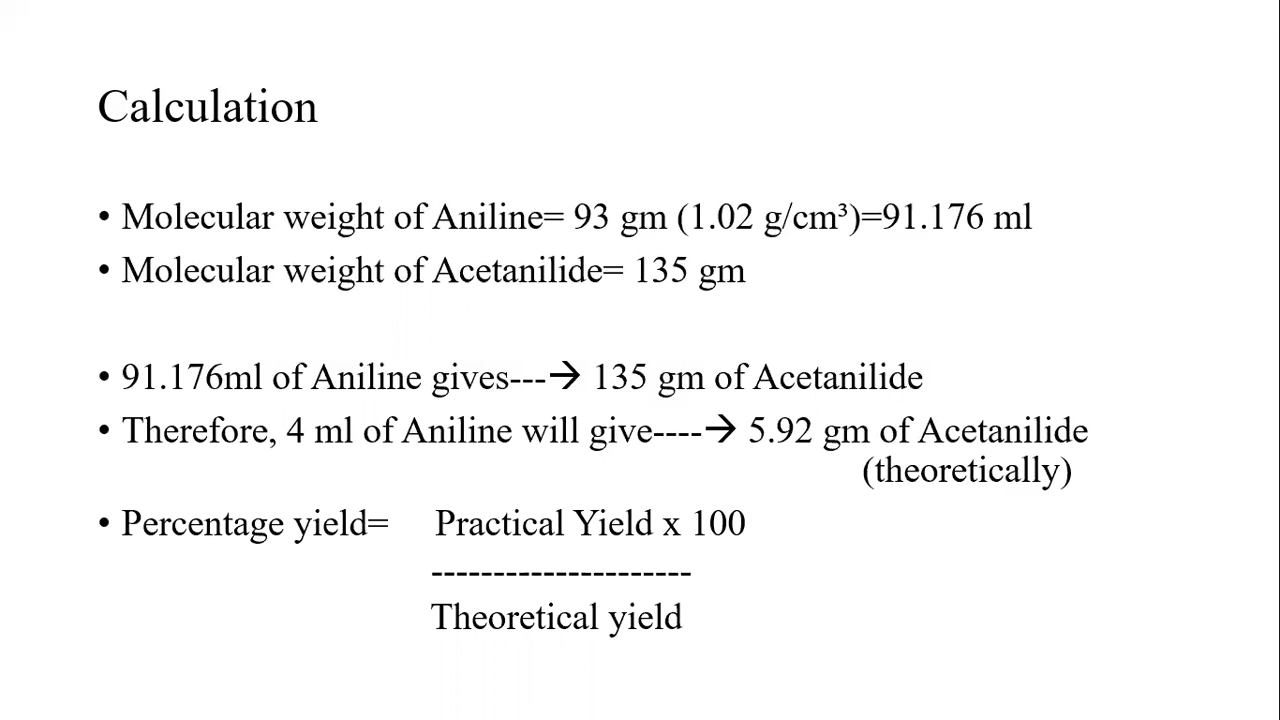 Calculation
• Molecular weight of Aniline= 93 gm (1.02 g/cm³)=91.176 ml
• Molecular weight of Acetanilide= 135 gm
• 91.176ml of Aniline gives---→ 135 gm of Acetanilide
• Therefore, 4 ml of Aniline will give----→ 5.92 gm of Acetanilide
(theoretically)
• Percentage yield= Practical Yield x 100
---------------------
Theoretical yield